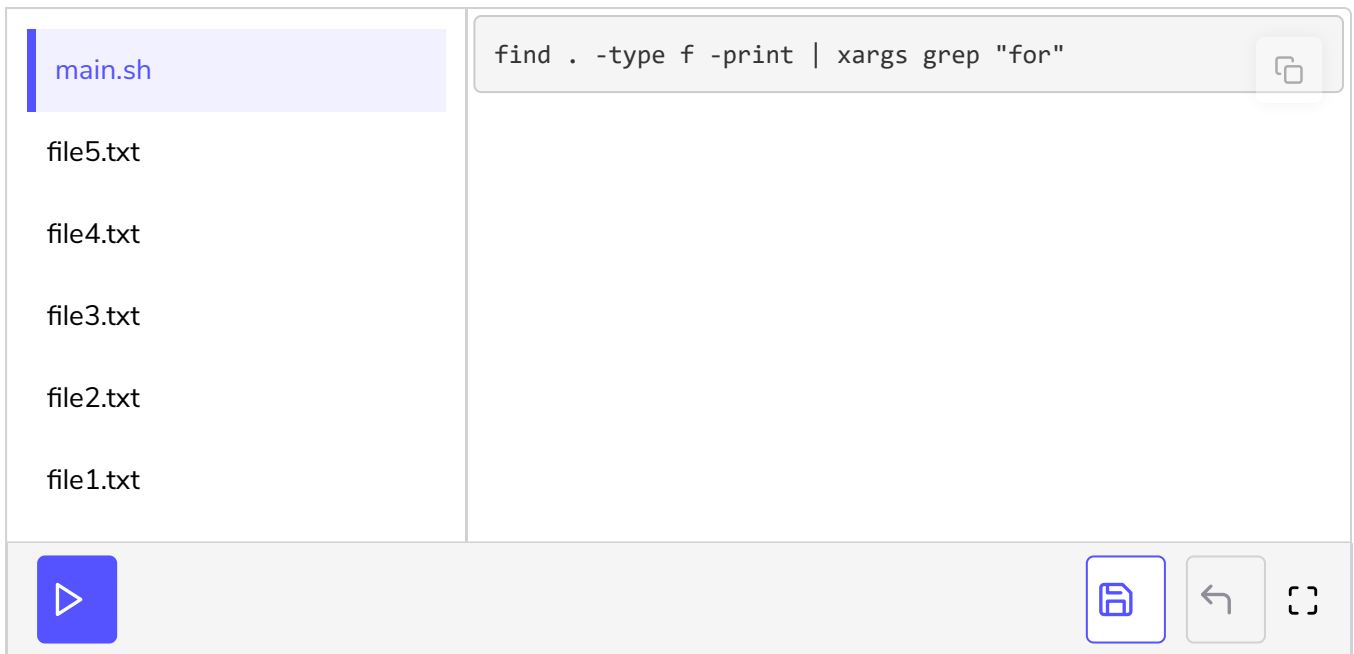 main.sh
find . -type f -print | xargs grep "for"
file5.txt
file4.txt
file3.txt
file2.txt
file1.txt